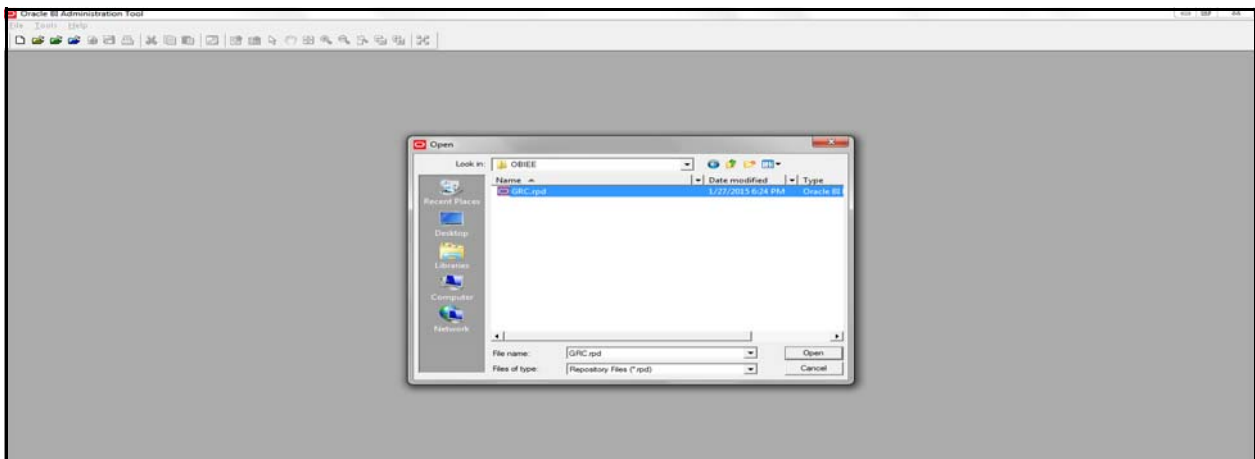 Oracle BI Administration Tool
File Tools Help
Open
Look in: OBIEE
Name Date modified Type
GRC.rpd 1/27/2015 6:24 PM Oracle BI
Recent Places
Desktop
Libraries
Computer
Network
File name: GRC.rpd Open
Files of type: Repository Files (*.rpd) Cancel